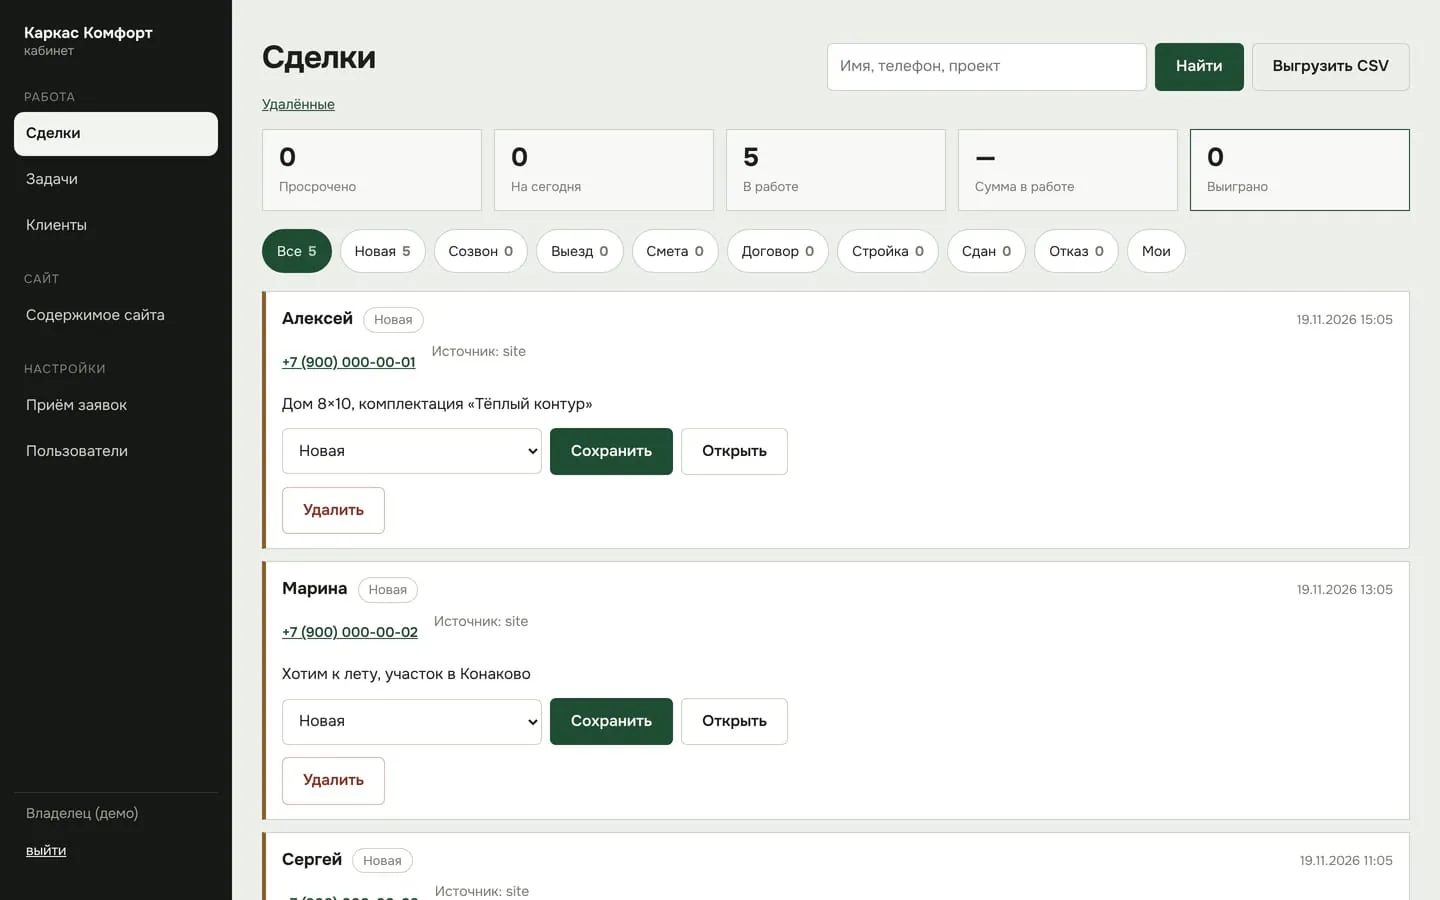 Каркас Комфорт
кабинет
РАБОТА
Сделки
Задачи
Клиенты
САЙТ
Содержимое сайта
НАСТРОЙКИ
Приём заявок
Пользователи
Владелец (демо)
выйти
Сделки
Имя, телефон, проект
Найти
Выгрузить CSV
Удалённые
0
Просрочено
0
На сегодня
5
В работе
—
Сумма в работе
0
Выиграно
Все 5
Новая 5
Созвон 0
Выезд 0
Смета 0
Договор 0
Стройка 0
Сдан 0
Отказ 0
Мои
Алексей Новая 19.11.2026 15:05
+7 (900) 000-00-01 Источник: site
Дом 8×10, комплектация «Тёплый контур»
Новая Сохранить Открыть
Удалить
Марина Новая 19.11.2026 13:05
+7 (900) 000-00-02 Источник: site
Хотим к лету, участок в Конаково
Новая Сохранить Открыть
Удалить
Сергей Новая 19.11.2026 11:05
Источник: site